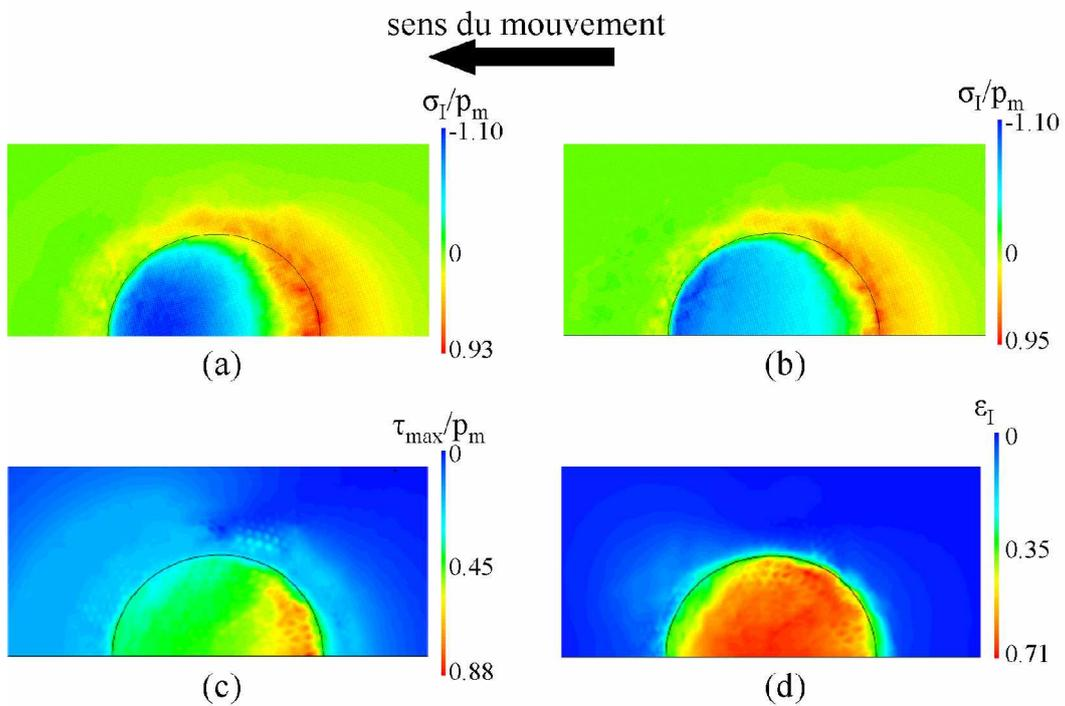 sens du mouvement
σI/pm
-1.10
0
0.93
(a)
σI/pm
-1.10
0
0.95
(b)
τmax/pm
0
0.45
0.88
(c)
εI
0
0.35
0.71
(d)